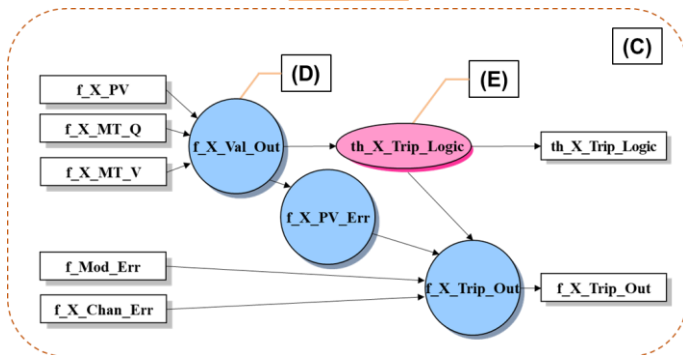 (C)
(D)
(E)
f_X_PV
f_X_MT_Q
f_X_MT_V
f_X_Val_Out
th_X_Trip_Logic
th_X_Trip_Logic
f_X_PV_Err
f_Mod_Err
f_X_Chan_Err
f_X_Trip_Out
f_X_Trip_Out